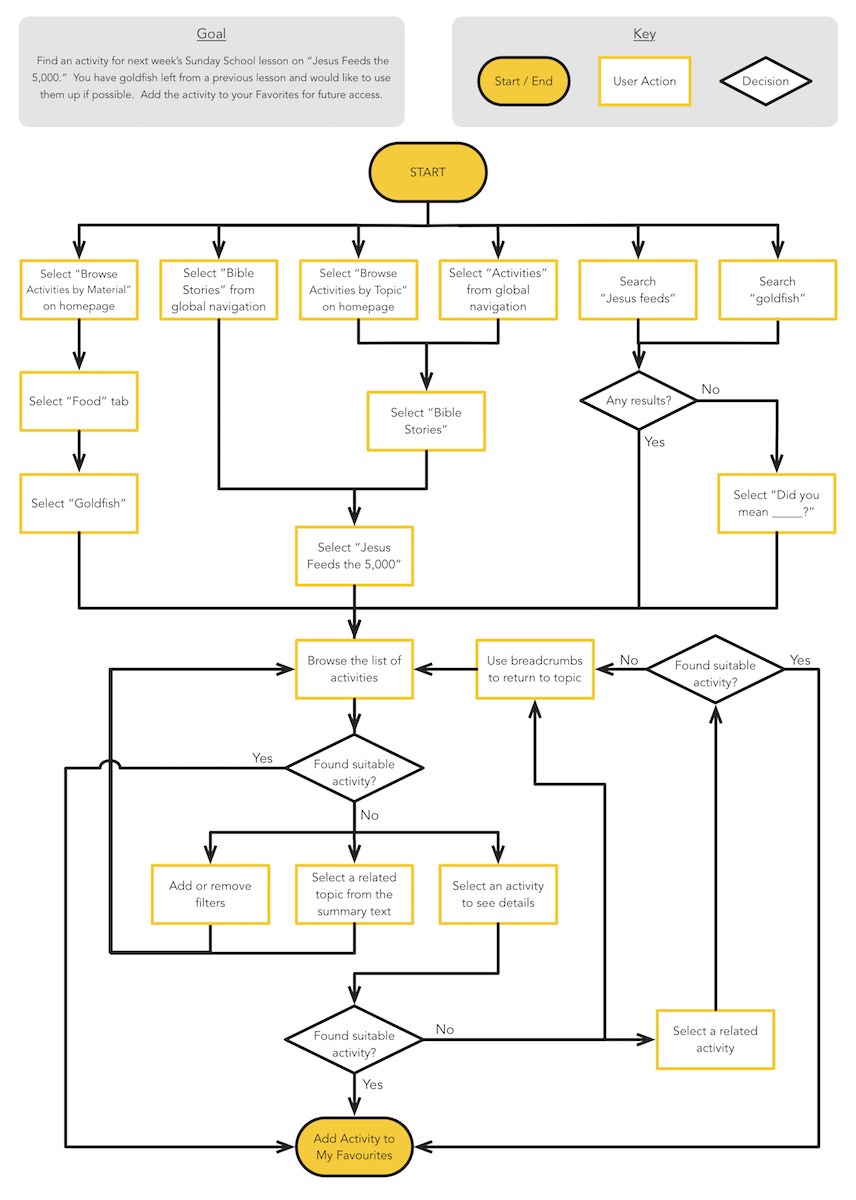 Goal
Find an activity for next week’s Sunday School lesson on “Jesus Feeds the
5,000.” You have goldfish left from a previous lesson and would like to use
them up if possible. Add the activity to your Favorites for future access.
Key
Start / End
User Action
Decision
START
Select “Browse
Activities by Material”
on homepage
Select “Bible
Stories” from
global navigation
Select “Browse
Activities by Topic”
on homepage
Select “Activities”
from global
navigation
Search
“Jesus feeds”
Search
“goldfish”
Select “Food” tab
Select “Bible
Stories”
Any results?
No
Yes
Select “Goldfish”
Select “Did you
mean _____?”
Select “Jesus
Feeds the 5,000”
Browse the list of
activities
Use breadcrumbs
to return to topic
No
Found suitable
activity?
Yes
Yes
Found suitable
activity?
No
Add or remove
filters
Select a related
topic from the
summary text
Select an activity
to see details
Found suitable
activity?
No
Select a related
activity
Yes
Add Activity to
My Favourites